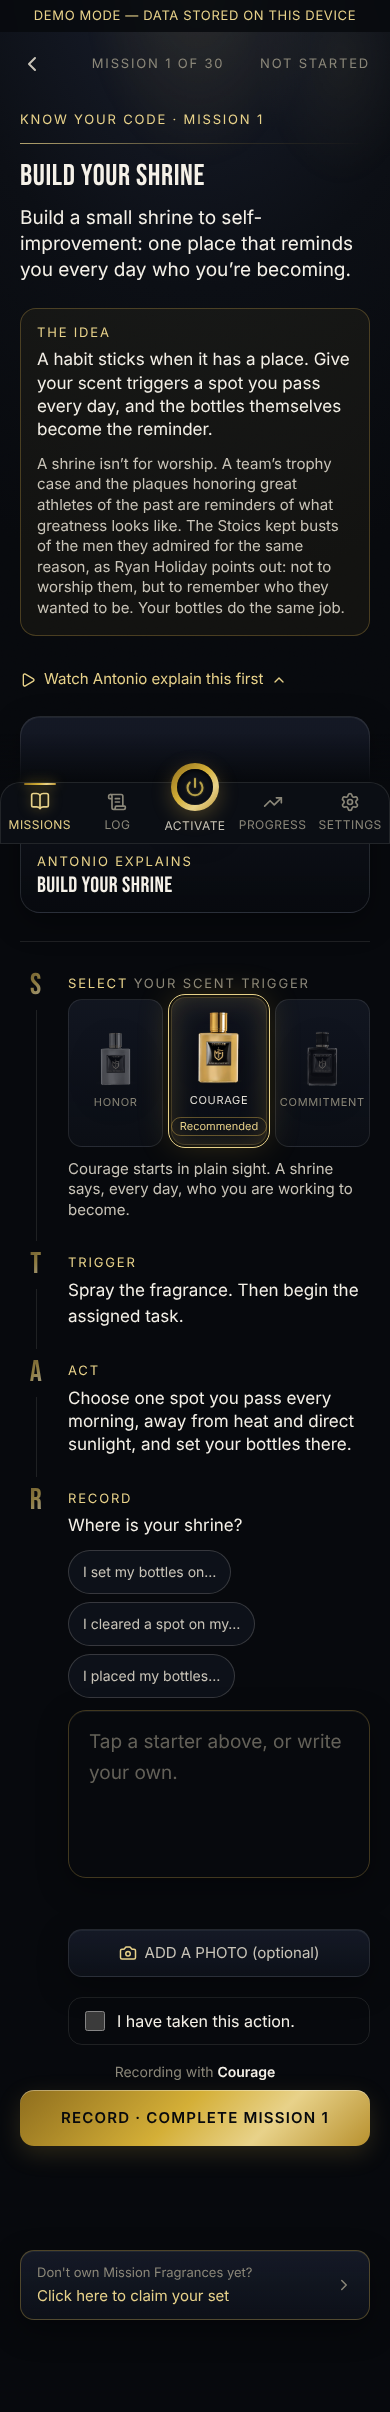 DEMO MODE — DATA STORED ON THIS DEVICE
MISSION 1 OF 30
NOT STARTED
KNOW YOUR CODE · MISSION 1
BUILD YOUR SHRINE
Build a small shrine to self-
improvement: one place that reminds
you every day who you’re becoming.
THE IDEA
A habit sticks when it has a place. Give
your scent triggers a spot you pass
every day, and the bottles themselves
become the reminder.
A shrine isn’t for worship. A team’s trophy
case and the plaques honoring great
athletes of the past are reminders of what
greatness looks like. The Stoics kept busts
of the men they admired for the same
reason, as Ryan Holiday points out: not to
worship them, but to remember who they
wanted to be. Your bottles do the same job.
Watch Antonio explain this first
MISSIONS
LOG
ACTIVATE
PROGRESS
SETTINGS
ANTONIO EXPLAINS
BUILD YOUR SHRINE
S
SELECT YOUR SCENT TRIGGER
HONOR
COURAGE
Recommended
COMMITMENT
Courage starts in plain sight. A shrine
says, every day, who you are working to
become.
T
TRIGGER
Spray the fragrance. Then begin the
assigned task.
A
ACT
Choose one spot you pass every
morning, away from heat and direct
sunlight, and set your bottles there.
R
RECORD
Where is your shrine?
I set my bottles on...
I cleared a spot on my...
I placed my bottles...
Tap a starter above, or write
your own.
ADD A PHOTO (optional)
I have taken this action.
Recording with Courage
RECORD · COMPLETE MISSION 1
Don't own Mission Fragrances yet?
Click here to claim your set